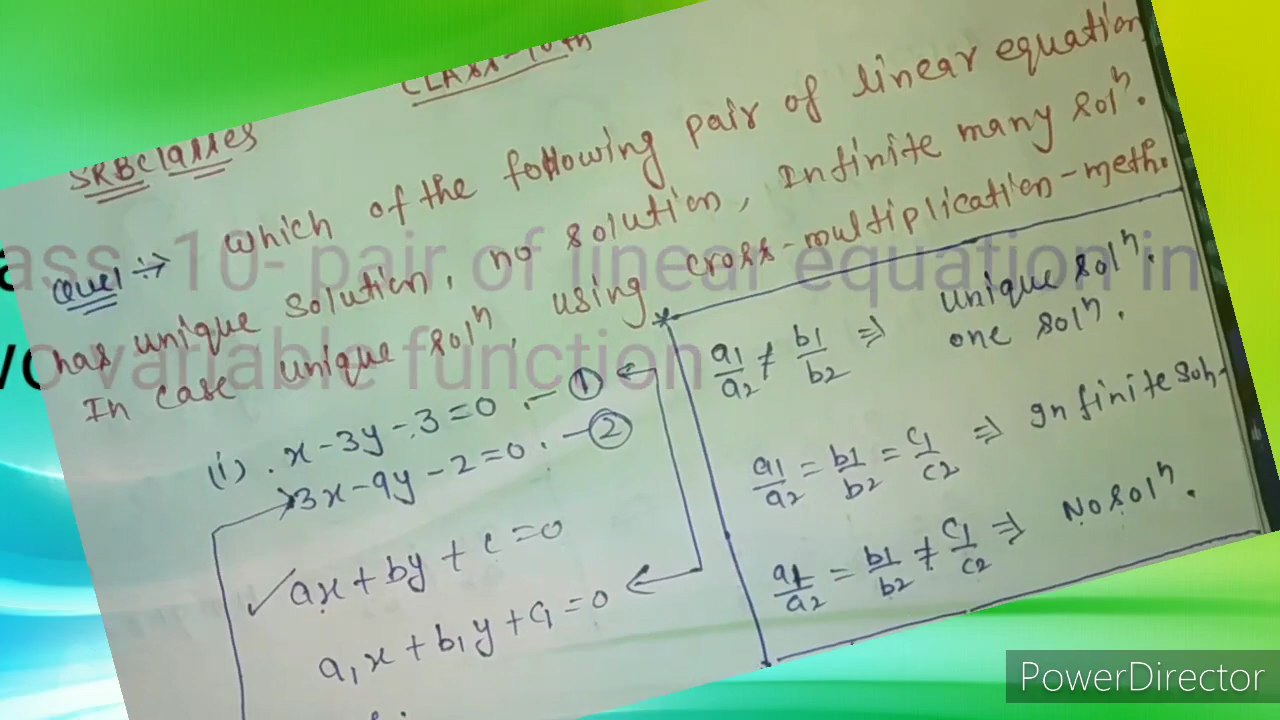 CLASS-10th
SRBclasses
Ques1 :-> which of the following pair of linear equation
has unique solution, no solution, Infinite many solⁿ.
In case unique solⁿ, using cross-multiplication-meth.
(i) . x-3y-3=0 .-①
3x-9y-2=0. -②
✓ax+by+c=0
a₁x+b₁y+c₁=0
a1/a2 ≠ b1/b2 => unique solⁿ.
one solⁿ.
a1/a2 = b1/b2 = c1/c2 => Infinite soln.
a1/a2 = b1/b2 ≠ c1/c2 => No solⁿ.
ass 10- pair of linear equation in
wo variable function
PowerDirector